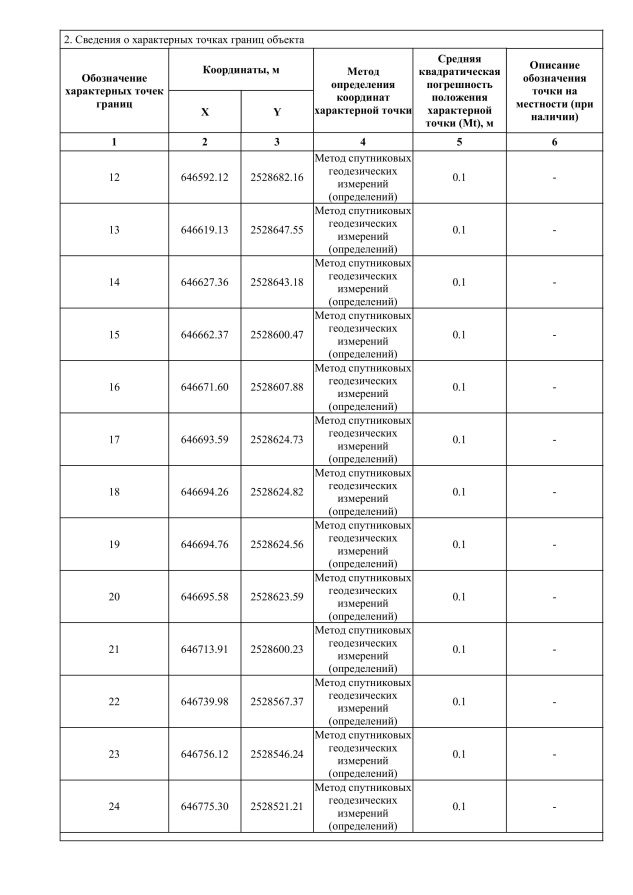 2. Сведения о характерных точках границ объекта
Обозначение
характерных точек
границ
Координаты, м
X
Y
Метод
определения
координат
характерной точки
Средняя
квадратическая
погрешность
положения
характерной
точки (Mt), м
Описание
обозначения
точки на
местности (при
наличии)
1 2 3 4 5 6
Метод спутниковых
геодезических
12 646592.12 2528682.16 измерений 0.1 -
(определений)
Метод спутниковых
геодезических
13 646619.13 2528647.55 измерений 0.1 -
(определений)
Метод спутниковых
геодезических
14 646627.36 2528643.18 измерений 0.1 -
(определений)
Метод спутниковых
геодезических
15 646662.37 2528600.47 измерений 0.1 -
(определений)
Метод спутниковых
геодезических
16 646671.60 2528607.88 измерений 0.1 -
(определений)
Метод спутниковых
геодезических
17 646693.59 2528624.73 измерений 0.1 -
(определений)
Метод спутниковых
геодезических
18 646694.26 2528624.82 измерений 0.1 -
(определений)
Метод спутниковых
геодезических
19 646694.76 2528624.56 измерений 0.1 -
(определений)
Метод спутниковых
геодезических
20 646695.58 2528623.59 измерений 0.1 -
(определений)
Метод спутниковых
геодезических
21 646713.91 2528600.23 измерений 0.1 -
(определений)
Метод спутниковых
геодезических
22 646739.98 2528567.37 измерений 0.1 -
(определений)
Метод спутниковых
геодезических
23 646756.12 2528546.24 измерений 0.1 -
(определений)
Метод спутниковых
геодезических
24 646775.30 2528521.21 измерений 0.1 -
(определений)